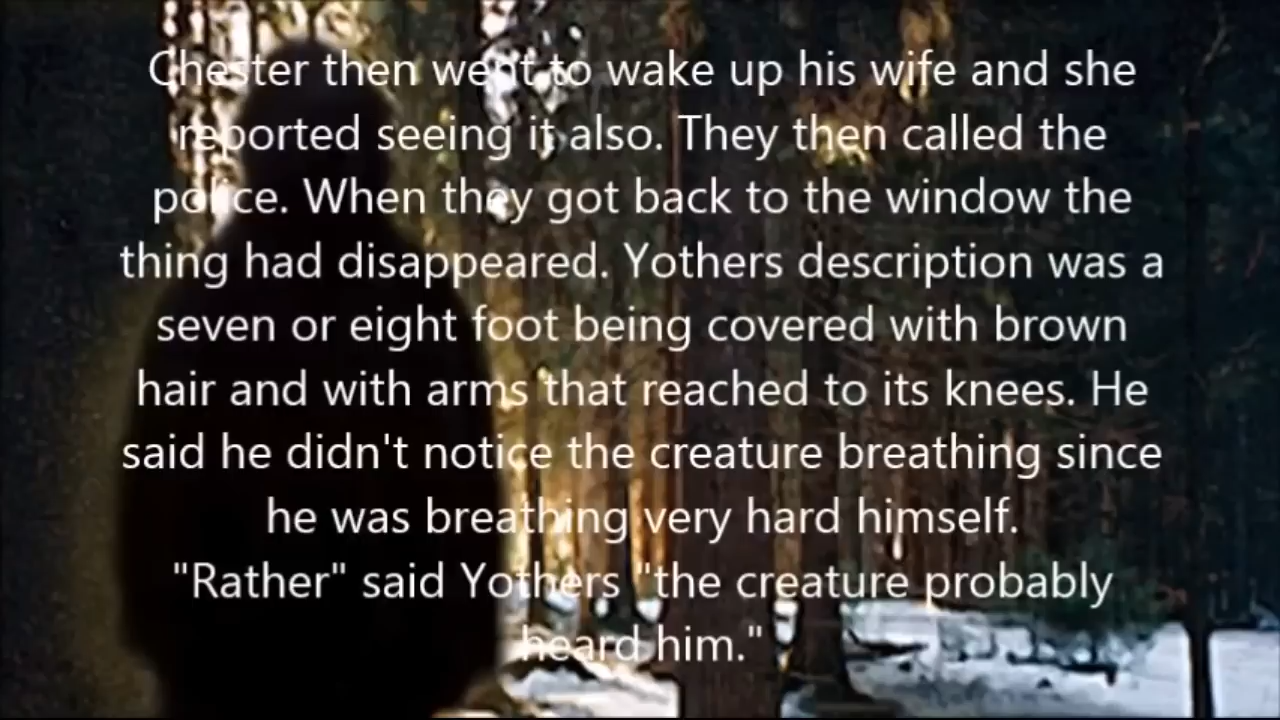 Chester then went to wake up his wife and she
reported seeing it also. They then called the
police. When they got back to the window the
thing had disappeared. Yothers description was a
seven or eight foot being covered with brown
hair and with arms that reached to its knees. He
said he didn't notice the creature breathing since
he was breathing very hard himself.
"Rather" said Yothers "the creature probably
heard him."